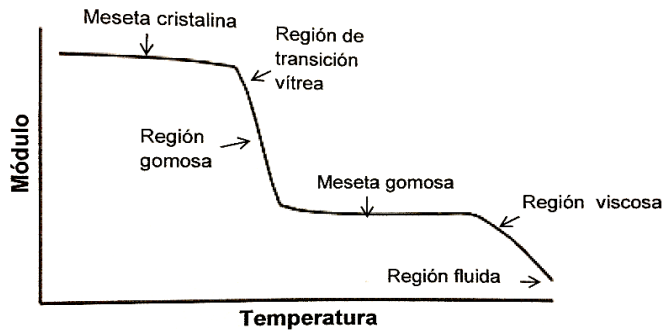 Meseta cristalina
Región de
transición
vítrea
Región
gomosa
Meseta gomosa
Región viscosa
Región fluida
Módulo
Temperatura